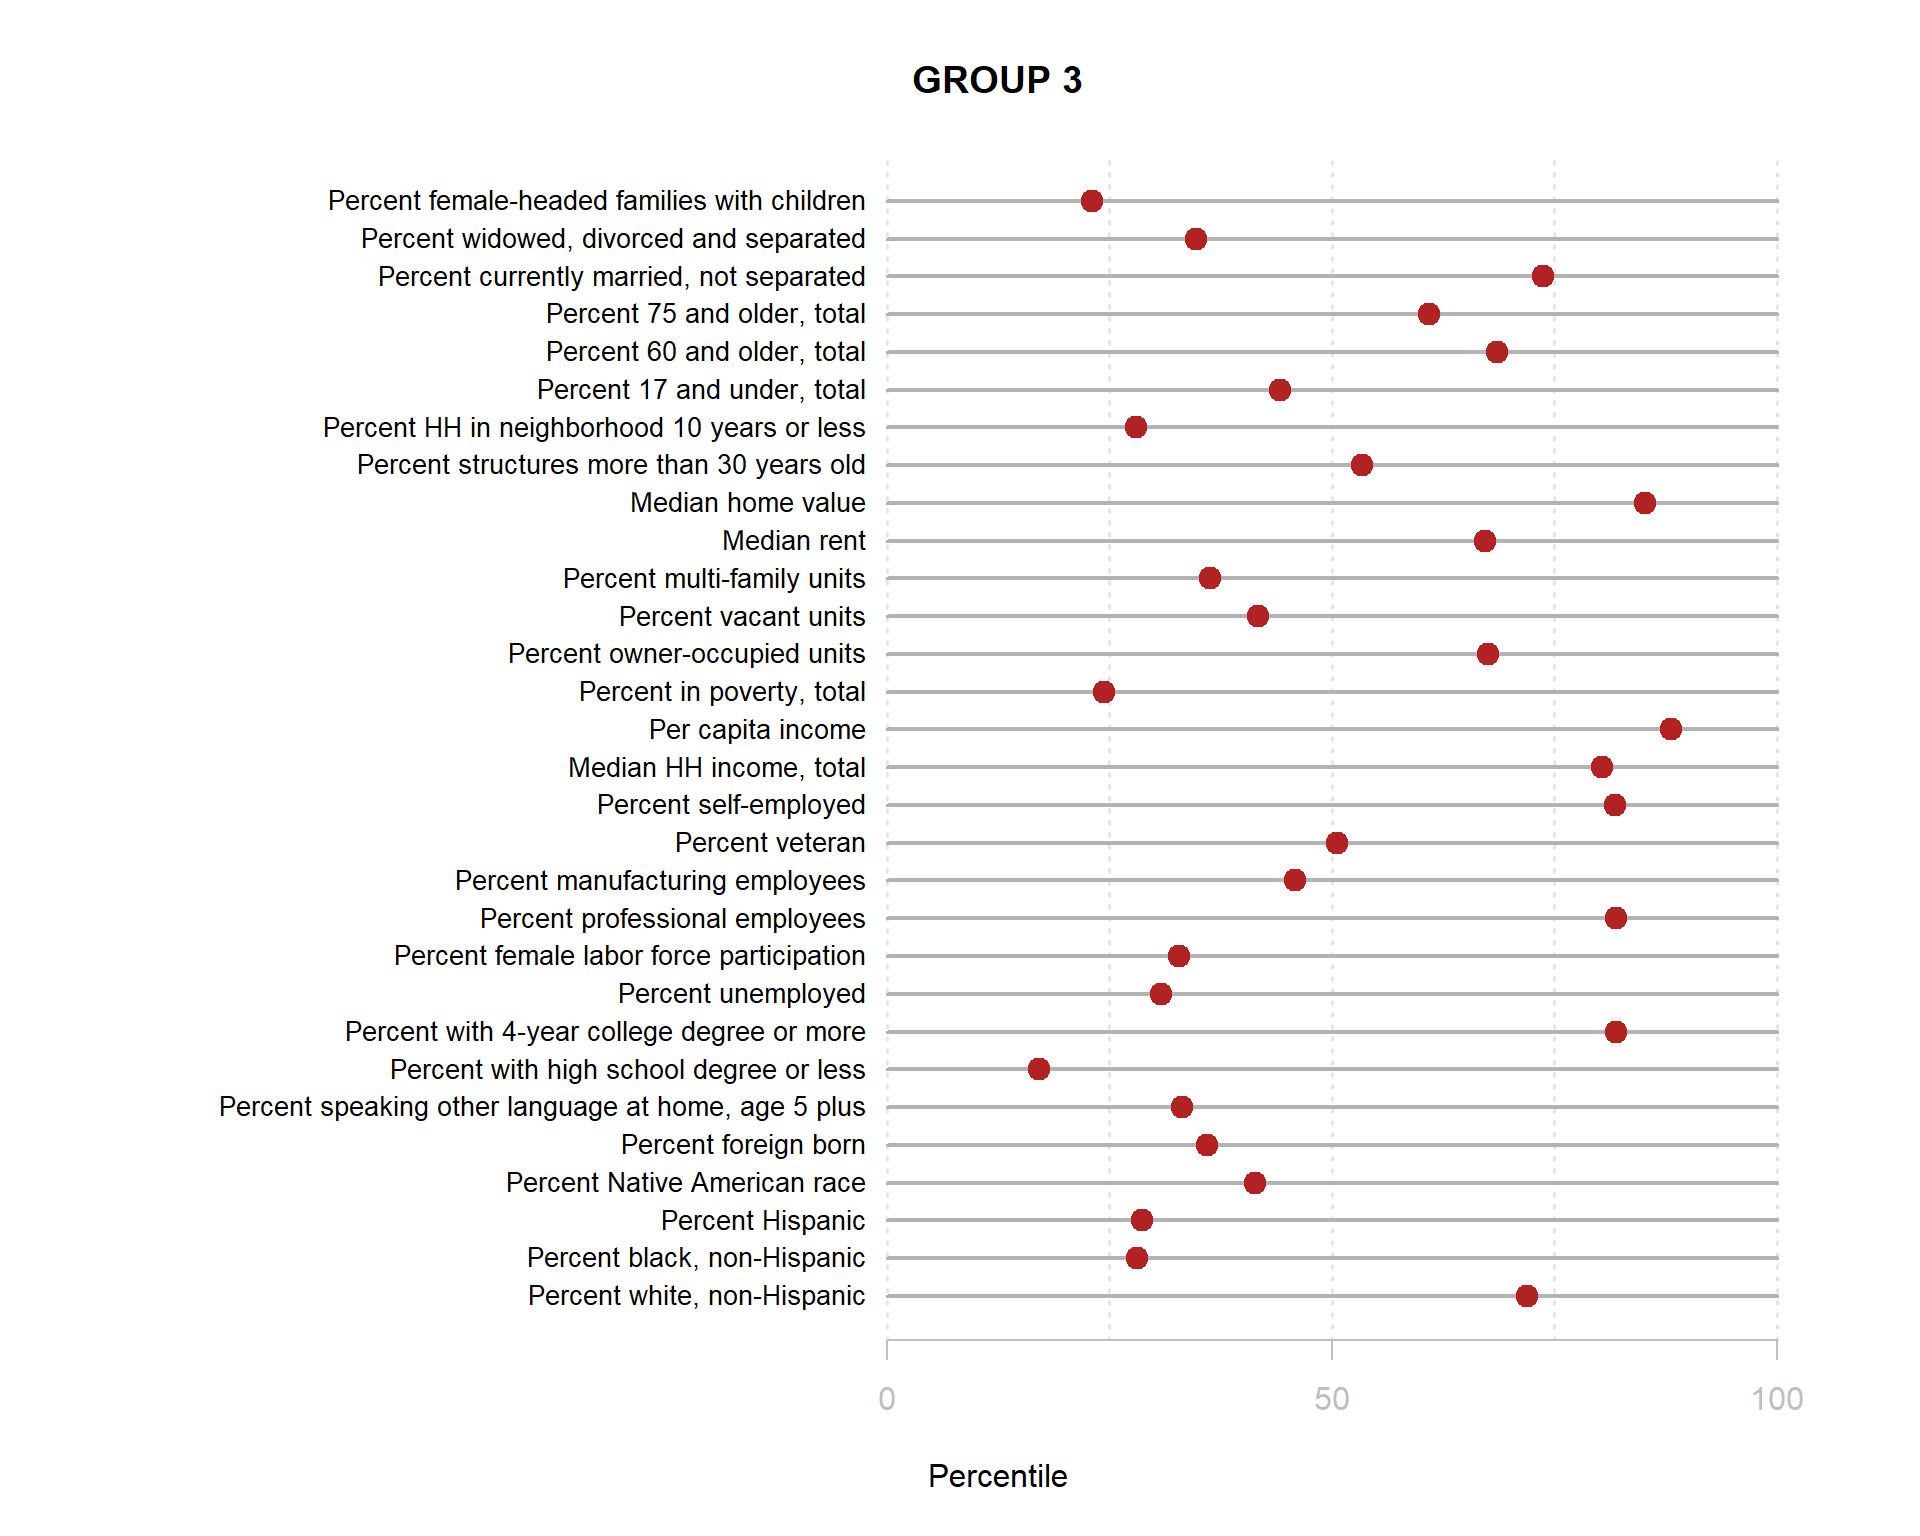 GROUP 3
Percent female-headed families with children
Percent widowed, divorced and separated
Percent currently married, not separated
Percent 75 and older, total
Percent 60 and older, total
Percent 17 and under, total
Percent HH in neighborhood 10 years or less
Percent structures more than 30 years old
Median home value
Median rent
Percent multi-family units
Percent vacant units
Percent owner-occupied units
Percent in poverty, total
Per capita income
Median HH income, total
Percent self-employed
Percent veteran
Percent manufacturing employees
Percent professional employees
Percent female labor force participation
Percent unemployed
Percent with 4-year college degree or more
Percent with high school degree or less
Percent speaking other language at home, age 5 plus
Percent foreign born
Percent Native American race
Percent Hispanic
Percent black, non-Hispanic
Percent white, non-Hispanic
0 50 100
Percentile